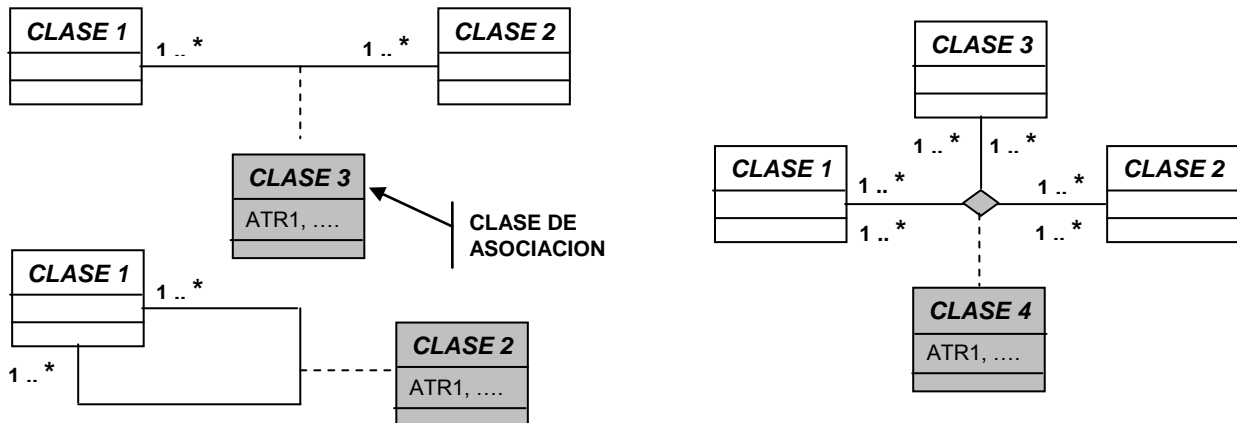 CLASE 1
1 .. *
1 .. *
CLASE 2
CLASE 3
ATR1, ....
CLASE DE
ASOCIACION
CLASE 1
1 .. *
1 .. *
CLASE 2
ATR1, ....
CLASE 3
1 .. *
1 .. *
CLASE 1
1 .. *
1 .. *
1 .. *
1 .. *
CLASE 2
CLASE 4
ATR1, ....